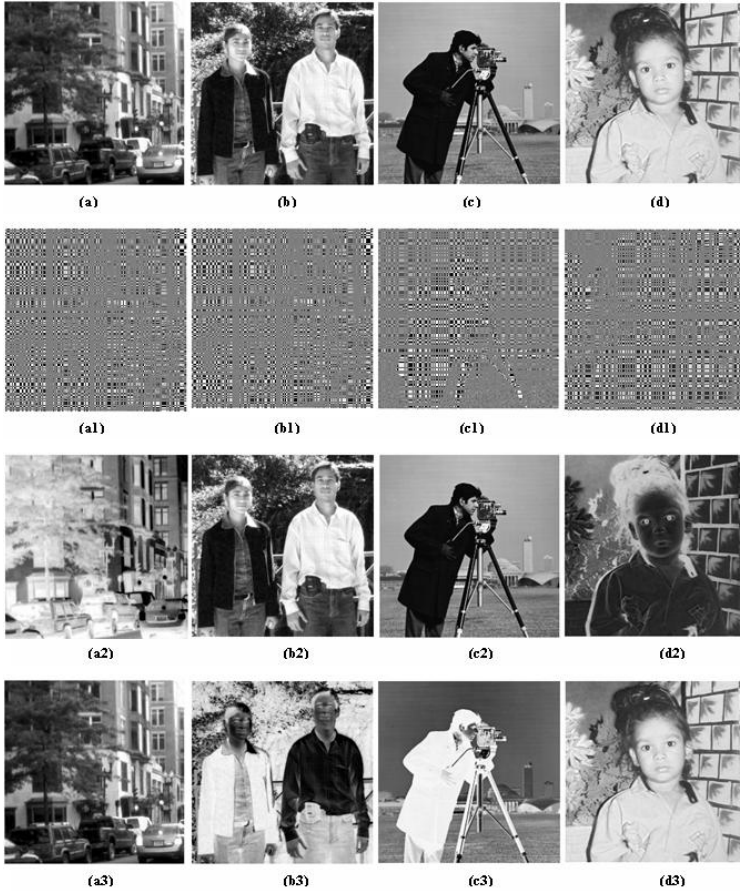 (a) (b) (c) (d)
(a1) (b1) (c1) (d1)
(a2) (b2) (c2) (d2)
(a3) (b3) (c3) (d3)